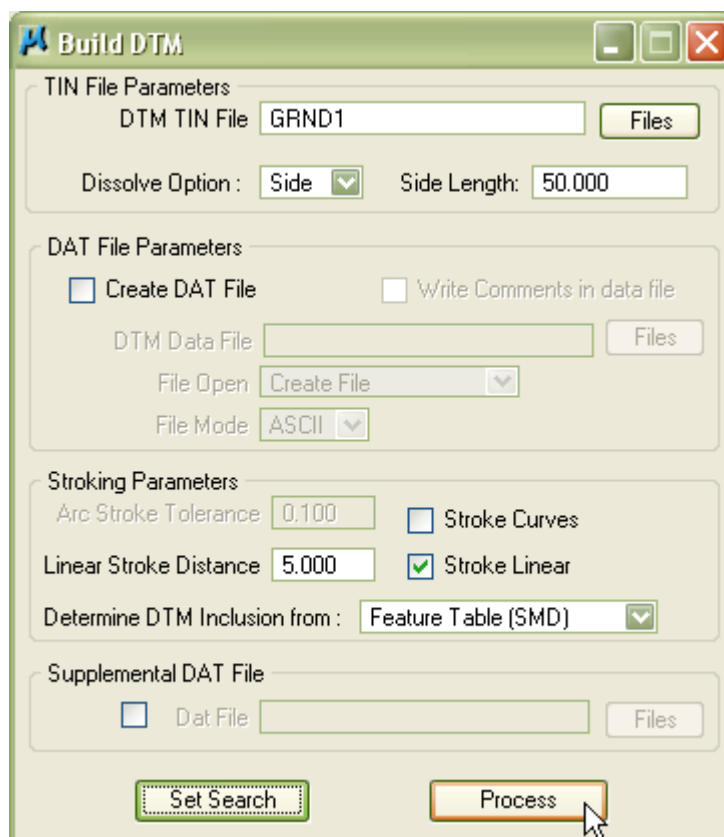 Build DTM
TIN File Parameters
DTM TIN File GRND1 Files
Dissolve Option : Side Side Length: 50.000
DAT File Parameters
Create DAT File Write Comments in data file
DTM Data File Files
File Open Create File
File Mode ASCII
Stroking Parameters
Arc Stroke Tolerance 0.100 Stroke Curves
Linear Stroke Distance 5.000 Stroke Linear
Determine DTM Inclusion from : Feature Table (SMD)
Supplemental DAT File
Dat File Files
Set Search Process